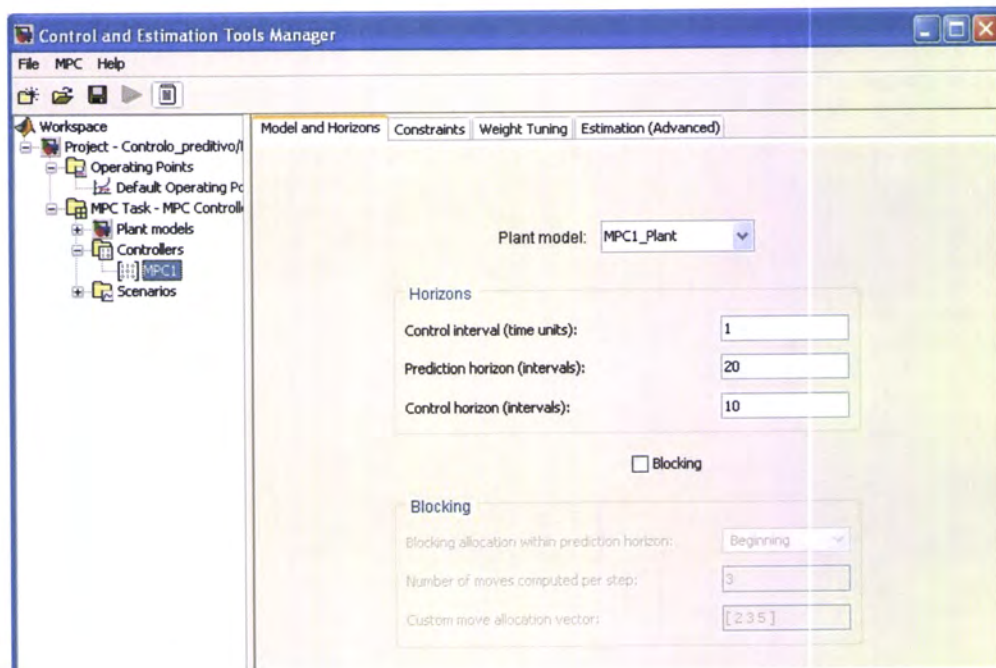 Control and Estimation Tools Manager
File MPC Help
Workspace
Project - Controlo_preditivo/
Operating Points
Default Operating Po
MPC Task - MPC Controll
Plant models
Controllers
MPC1
Scenarios
Model and Horizons Constraints Weight Tuning Estimation (Advanced)
Plant model: MPC1_Plant
Horizons
Control interval (time units): 1
Prediction horizon (intervals): 20
Control horizon (intervals): 10
Blocking
Blocking
Blocking allocation within prediction horizon: Beginning
Number of moves computed per step: 3
Custom move allocation vector: [ 2 3 5 ]